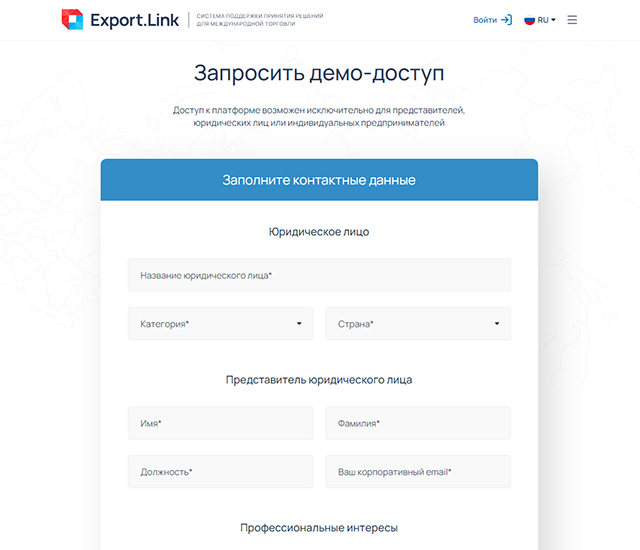 Export.Link
СИСТЕМА ПОДДЕРЖКИ ПРИНЯТИЯ РЕШЕНИЙ
ДЛЯ МЕЖДУНАРОДНОЙ ТОРГОВЛИ
Войти
RU
Запросить демо-доступ
Доступ к платформе возможен исключительно для представителей,
юридических лиц или индивидуальных предпринимателей
Заполните контактные данные
Юридическое лицо
Название юридического лица*
Категория*
Страна*
Представитель юридического лица
Имя*
Фамилия*
Должность*
Ваш корпоративный email*
Профессиональные интересы